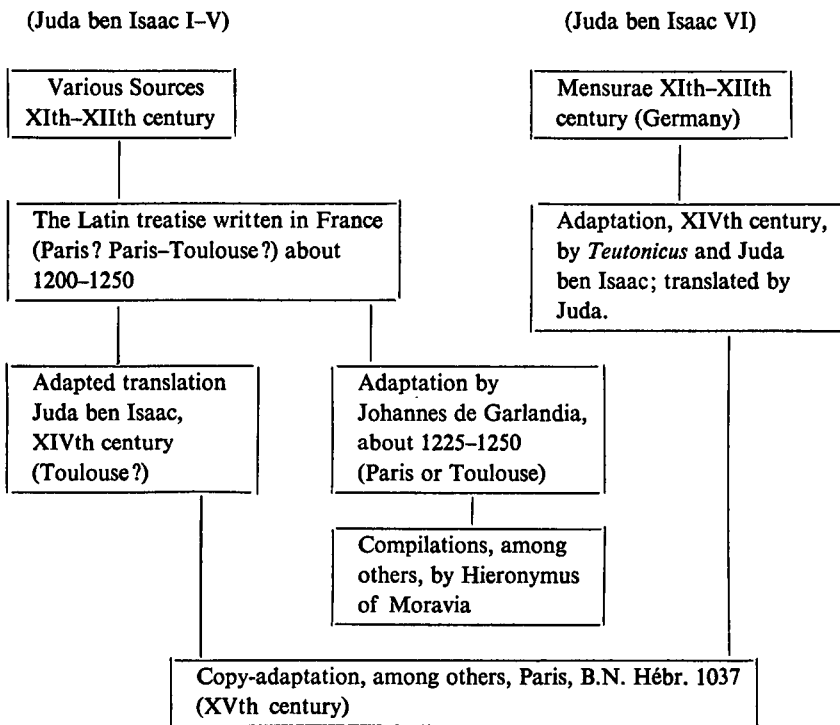 (Juda ben Isaac I–V)
(Juda ben Isaac VI)
Various Sources
XIth–XIIth century
Mensurae XIth–XIIth
century (Germany)
The Latin treatise written in France
(Paris? Paris–Toulouse?) about
1200–1250
Adaptation, XIVth century,
by Teutonicus and Juda
ben Isaac; translated by
Juda.
Adapted translation
Juda ben Isaac,
XIVth century
(Toulouse?)
Adaptation by
Johannes de Garlandia,
about 1225–1250
(Paris or Toulouse)
Compilations, among
others, by Hieronymus
of Moravia
Copy-adaptation, among others, Paris, B.N. Hébr. 1037
(XVth century)